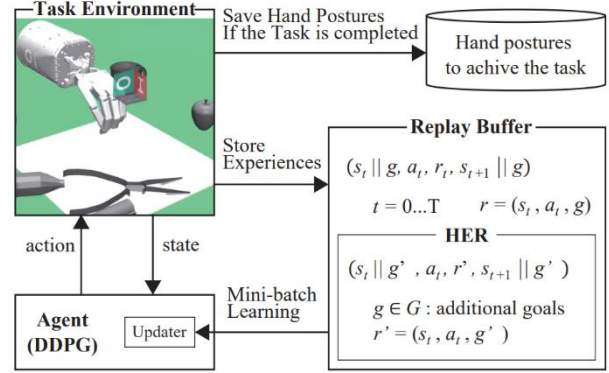 Task Environment
Save Hand Postures
If the Task is completed
Hand postures
to achive the task
Store
Experiences
Replay Buffer
(s_t || g, a_t, r_t, s_{t+1} || g)
t = 0...T r = (s_t, a_t, g)
HER
(s_t || g' , a_t, r', s_{t+1} || g' )
g ∈ G : additional goals
r' = (s_t, a_t, g' )
action
state
Mini-batch
Learning
Agent
(DDPG)
Updater